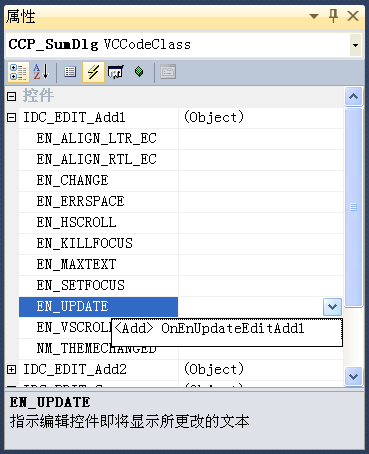 属性
CCP_SumDlg VCCodeClass
控件
IDC_EDIT_Add1 (Object)
EN_ALIGN_LTR_EC
EN_ALIGN_RTL_EC
EN_CHANGE
EN_ERRSPACE
EN_HSCROLL
EN_KILLFOCUS
EN_MAXTEXT
EN_SETFOCUS
EN_UPDATE
<Add> OnEnUpdateEditAdd1
EN_VSCROLL
NM_THEMECHANGED
IDC_EDIT_Add2 (Object)
(Object)
EN_UPDATE
指示编辑控件即将显示所更改的文本